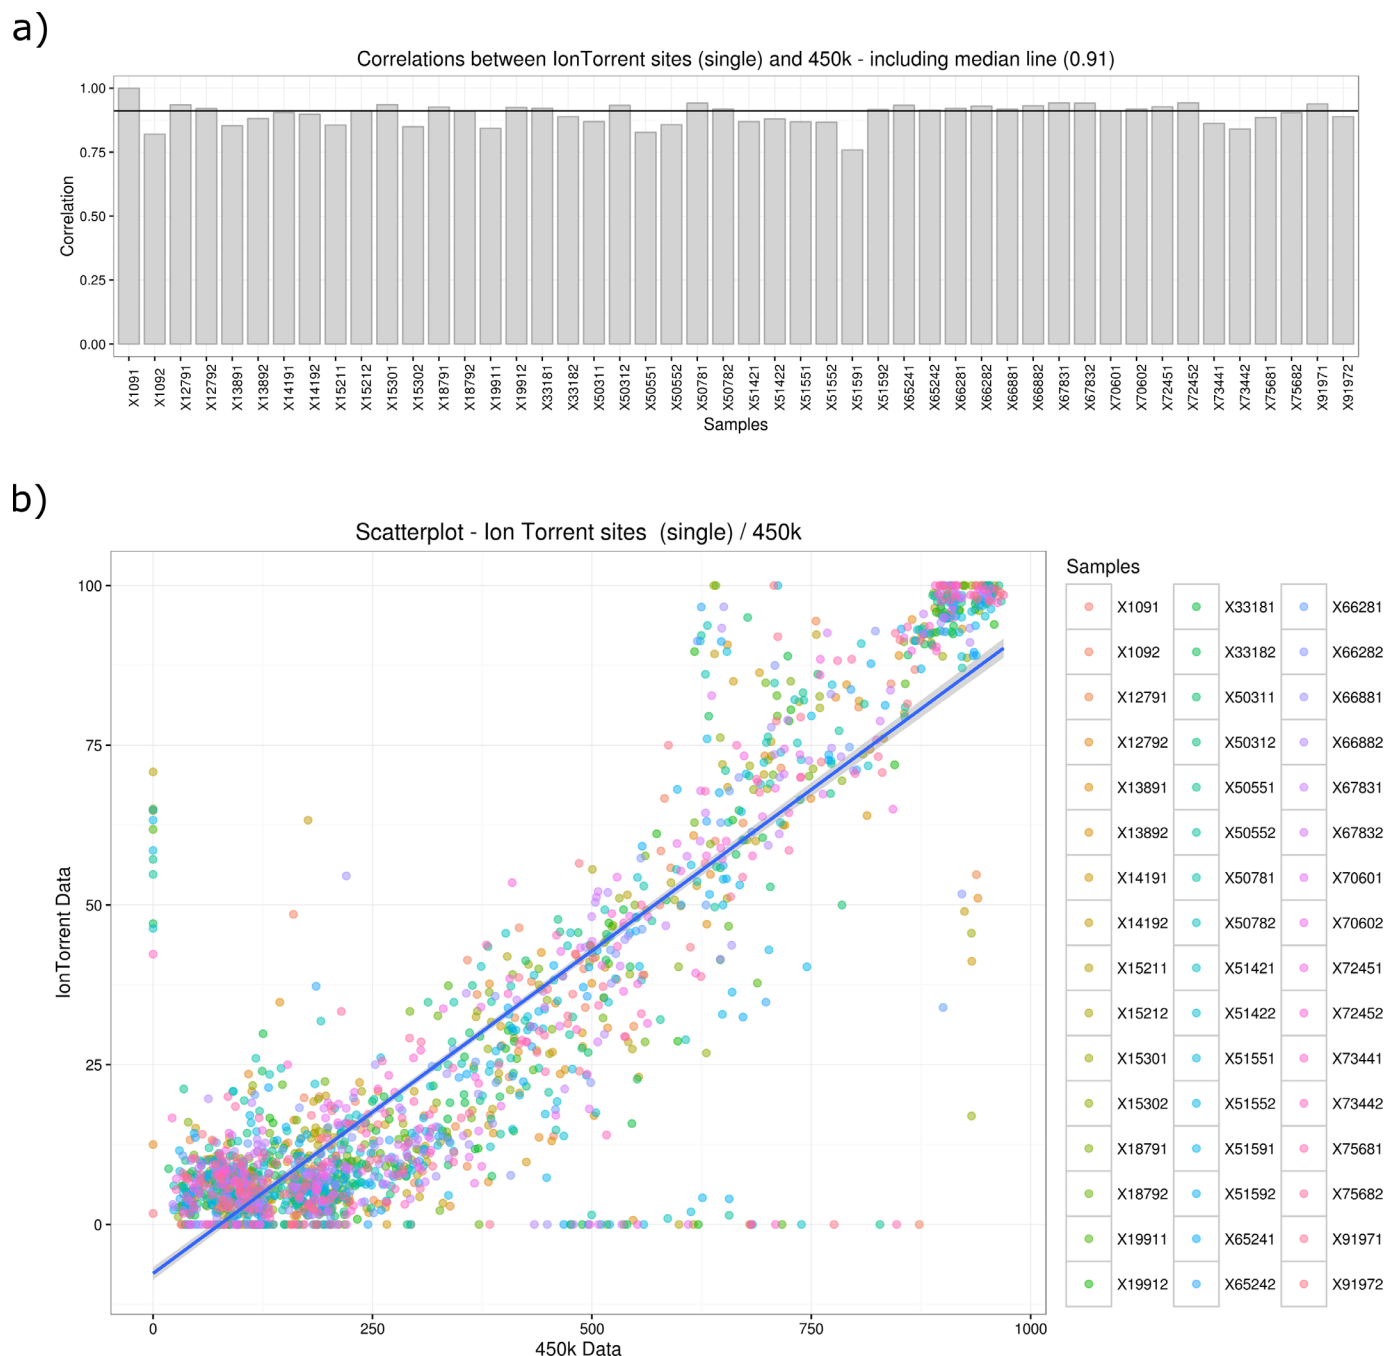 a)
Correlations between IonTorrent sites (single) and 450k - including median line (0.91)
1.00
0.75
0.50
0.25
0.00
Correlation
X1091 X1092 X12791 X12792 X13891 X13892 X14191 X14192 X15211 X15212 X15301 X15302 X18791 X18792 X19911 X19912 X33181 X33182 X50311 X50312 X50551 X50552 X50781 X50782 X51421 X51422 X51551 X51552 X51591 X51592 X65241 X65242 X66281 X66282 X66881 X66882 X67831 X67832 X70601 X70602 X72451 X72452 X73441 X73442 X75681 X75682 X91971 X91972
Samples
b)
Scatterplot - Ion Torrent sites (single) / 450k
100
75
50
25
0
IonTorrent Data
0 250 500 750 1000
450k Data
Samples
X1091 X33181 X66281
X1092 X33182 X66282
X12791 X50311 X66881
X12792 X50312 X66882
X13891 X50551 X67831
X13892 X50552 X67832
X14191 X50781 X70601
X14192 X50782 X70602
X15211 X51421 X72451
X15212 X51422 X72452
X15301 X51551 X73441
X15302 X51552 X73442
X18791 X51591 X75681
X18792 X51592 X75682
X19911 X65241 X91971
X19912 X65242 X91972